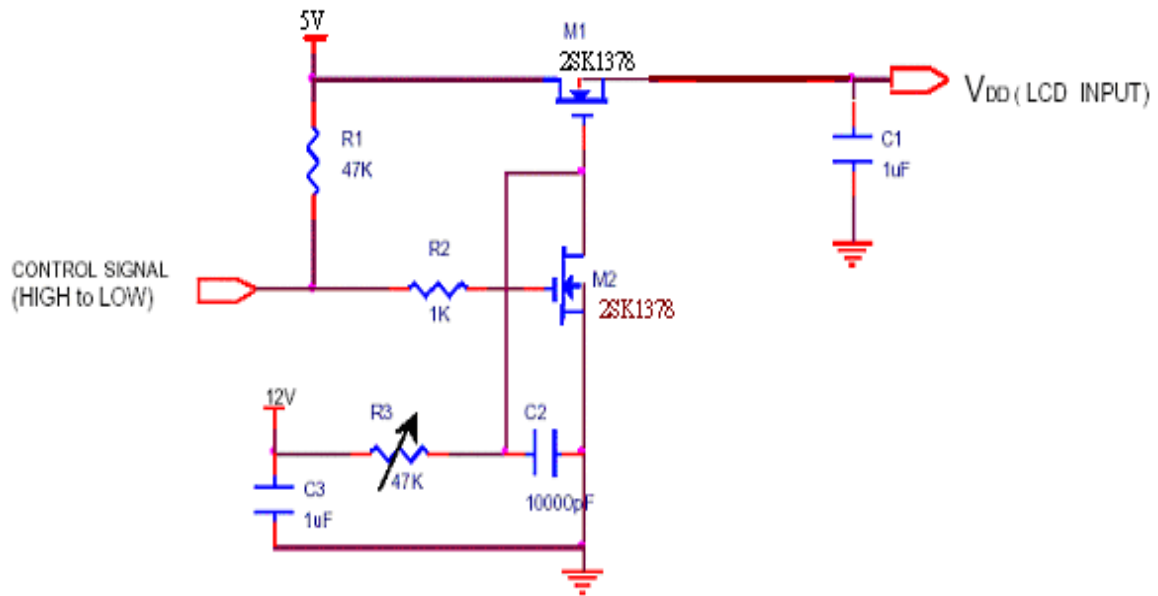 5V
M1
2SK1378
VDD ( LCD INPUT)
R1
47K
C1
1uF
CONTROL SIGNAL
(HIGH to LOW)
R2
1K
M2
2SK1378
12V
R3
47K
C2
10000pF
C3
1uF